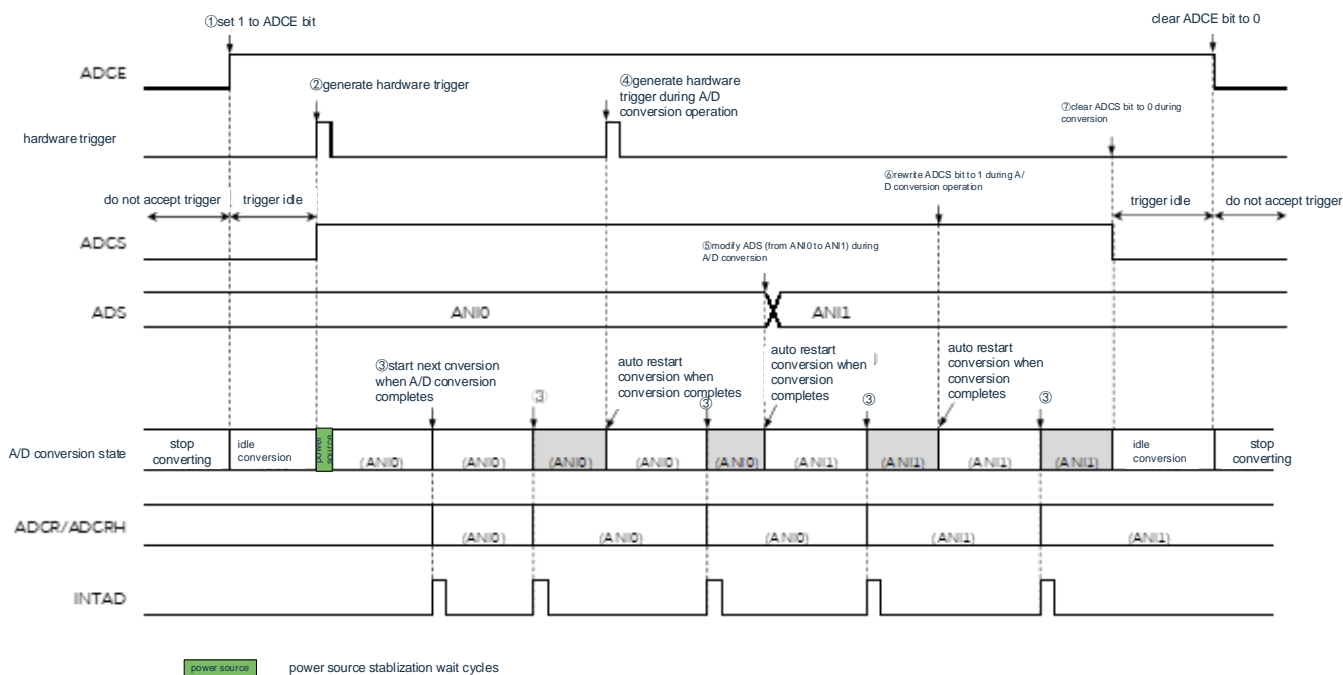 ①set 1 to ADCE bit
clear ADCE bit to 0
ADCE
②generate hardware trigger
④generate hardware
trigger during A/D
conversion operation
⑦clear ADCS bit to 0 during
conversion
hardware trigger
⑥rewrite ADCS bit to 1 during A/
D conversion operation
do not accept trigger
trigger idle
trigger idle
do not accept trigger
ADCS
⑤modify ADS (from ANI0 to ANI1) during
A/D conversion
ADS
ANI0
ANI1
③start next cnversion
when A/D conversion
completes
③
auto restart
conversion when
conversion completes
③
auto restart
conversion when
conversion
completes
③
auto restart
conversion when
conversion
completes
③
A/D conversion state
stop
converting
idle
conversion
power
source
(ANI0)
(ANI0)
(ANI0)
(ANI0)
(ANI0)
(ANI1)
(ANI1)
(ANI1)
(ANI1)
idle
conversion
stop
converting
ADCR/ADCRH
(ANI0)
(ANI0)
(ANI0)
(ANI1)
(ANI1)
INTAD
power source
power source stablization wait cycles